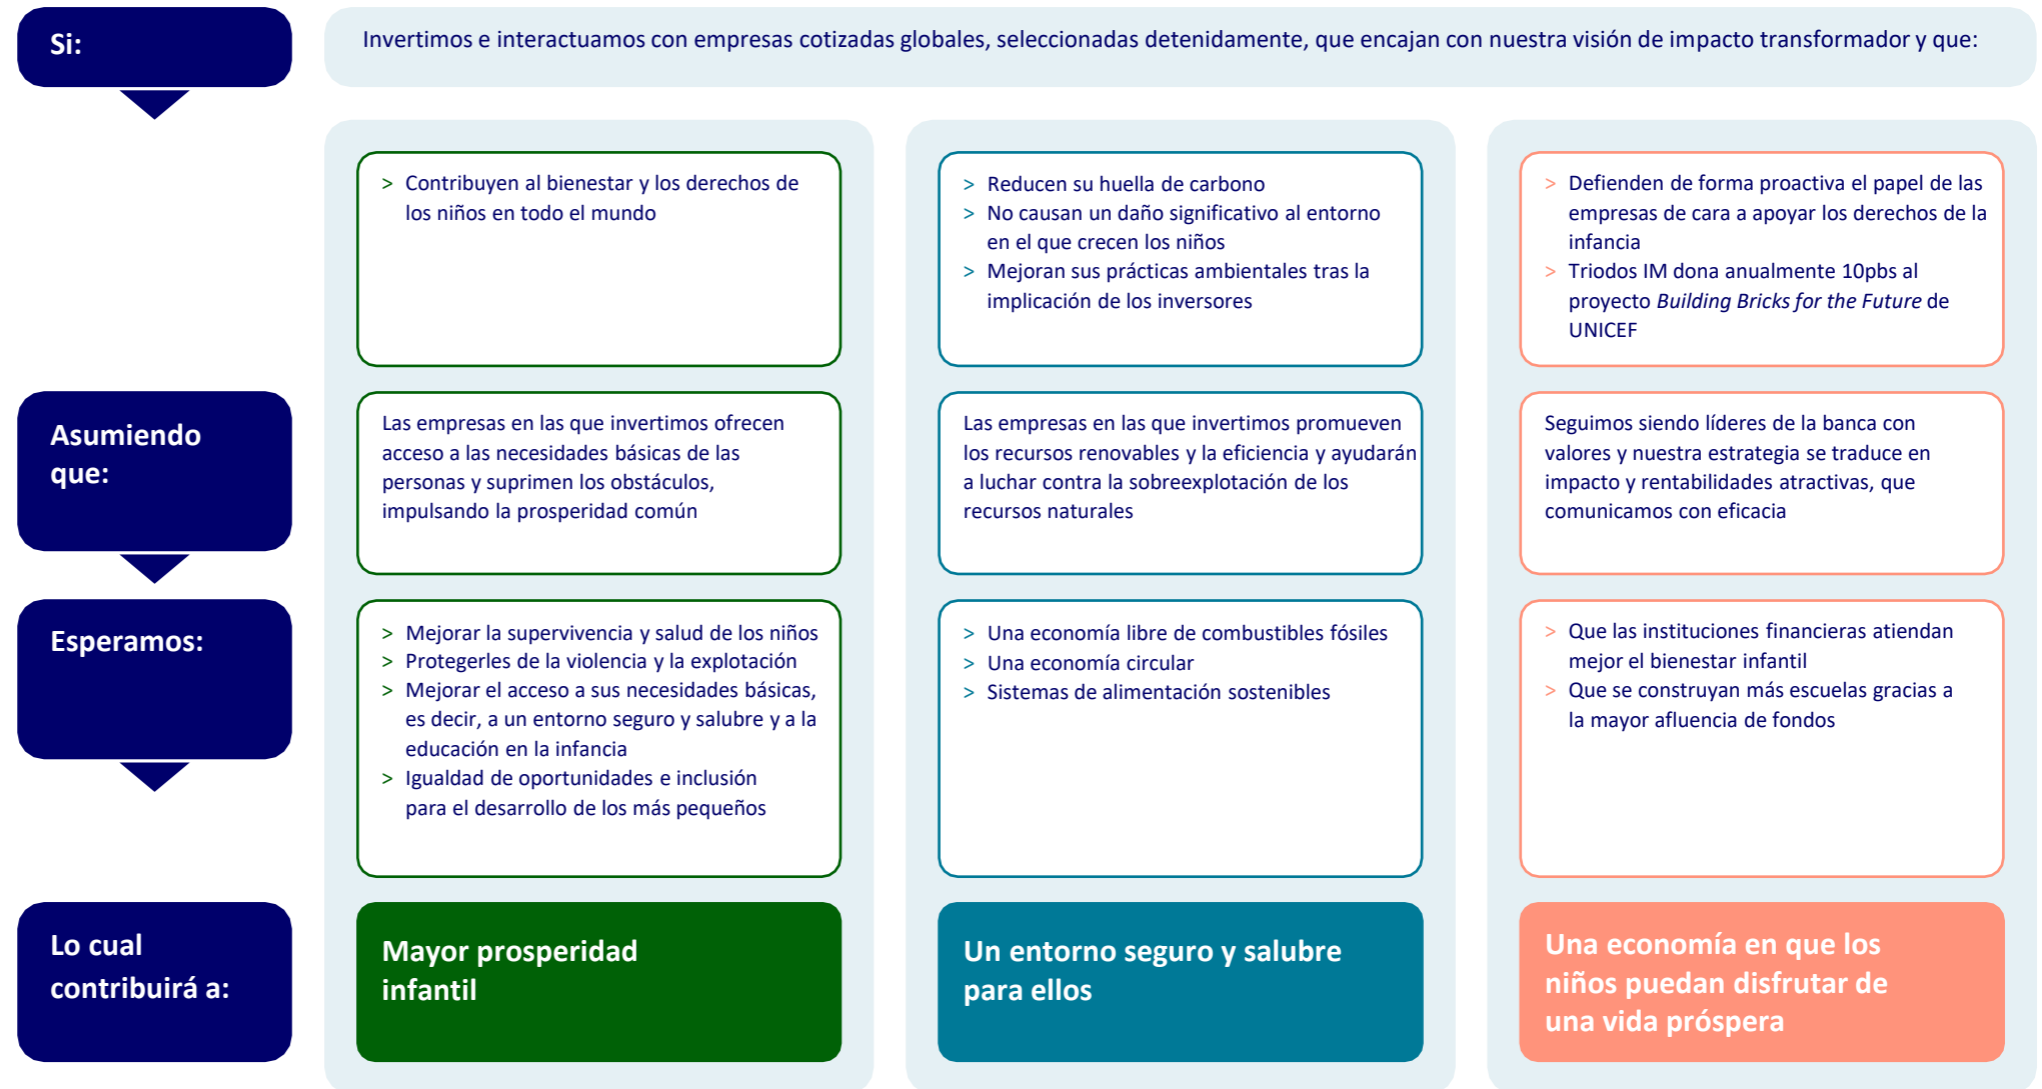 Si:
Invertimos e interactuamos con empresas cotizadas globales, seleccionadas detenidamente, que encajan con nuestra visión de impacto transformador y que:
> Contribuyen al bienestar y los derechos de
los niños en todo el mundo
> Reducen su huella de carbono
> No causan un daño significativo al entorno
en el que crecen los niños
> Mejoran sus prácticas ambientales tras la
implicación de los inversores
> Defienden de forma proactiva el papel de las
empresas de cara a apoyar los derechos de la
infancia
> Triodos IM dona anualmente 10pbs al
proyecto Building Bricks for the Future de
UNICEF
Asumiendo
que:
Las empresas en las que invertimos ofrecen
acceso a las necesidades básicas de las
personas y suprimen los obstáculos,
impulsando la prosperidad común
Las empresas en las que invertimos promueven
los recursos renovables y la eficiencia y ayudarán
a luchar contra la sobreexplotación de los
recursos naturales
Seguimos siendo líderes de la banca con
valores y nuestra estrategia se traduce en
impacto y rentabilidades atractivas, que
comunicamos con eficacia
Esperamos:
> Mejorar la supervivencia y salud de los niños
> Protegerles de la violencia y la explotación
> Mejorar el acceso a sus necesidades básicas,
es decir, a un entorno seguro y salubre y a la
educación en la infancia
> Igualdad de oportunidades e inclusión
para el desarrollo de los más pequeños
> Una economía libre de combustibles fósiles
> Una economía circular
> Sistemas de alimentación sostenibles
> Que las instituciones financieras atiendan
mejor el bienestar infantil
> Que se construyan más escuelas gracias a
la mayor afluencia de fondos
Lo cual
contribuirá a:
Mayor prosperidad
infantil
Un entorno seguro y salubre
para ellos
Una economía en que los
niños puedan disfrutar de
una vida próspera